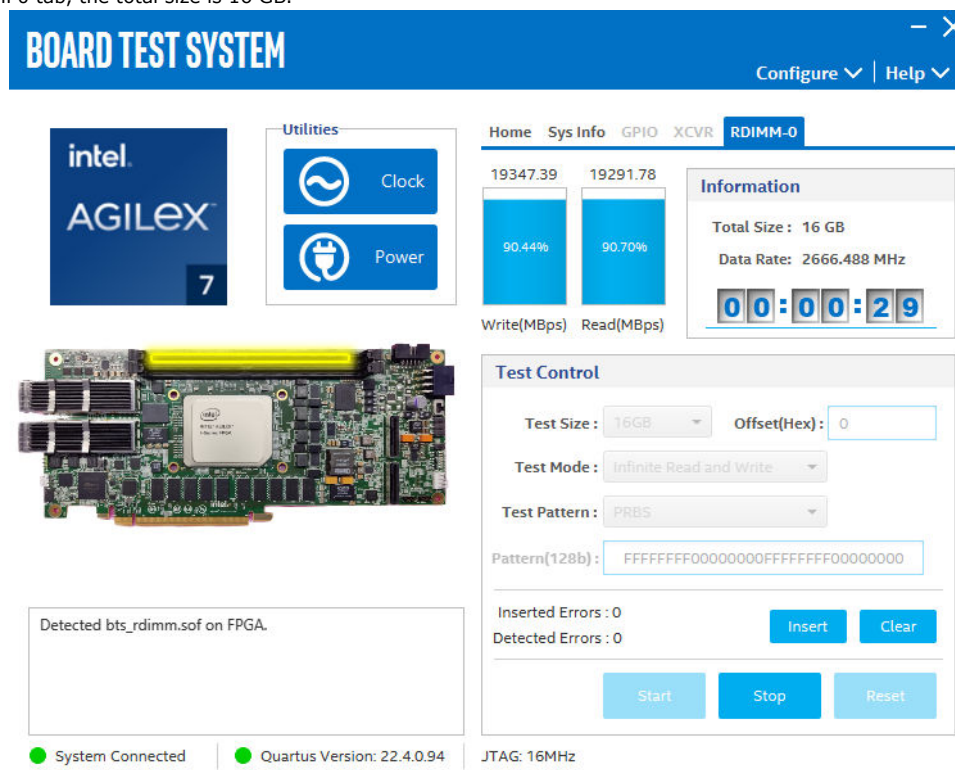 BOARD TEST SYSTEM
Configure | Help
intel.
AGILEX™
7
Utilities
Clock
Power
Home Sys Info GPIO XCVR RDIMM-0
19347.39 19291.78
90.44% 90.70%
Write(MBps) Read(MBps)
Information
Total Size : 16 GB
Data Rate: 2666.488 MHz
00:00:29
Test Control
Test Size : 16GB Offset(Hex) : 0
Test Mode : Infinite Read and Write
Test Pattern : PRBS
Pattern(128b) : FFFFFFFF00000000FFFFFFFF00000000
Inserted Errors : 0
Detected Errors : 0
Insert Clear
Start Stop Reset
Detected bts_rdimm.sof on FPGA.
System Connected Quartus Version: 22.4.0.94 JTAG: 16MHz